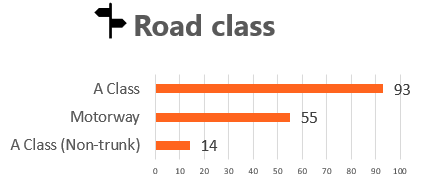 Road class
A Class 93
Motorway 55
A Class (Non-trunk) 14
0 10 20 30 40 50 60 70 80 90 100